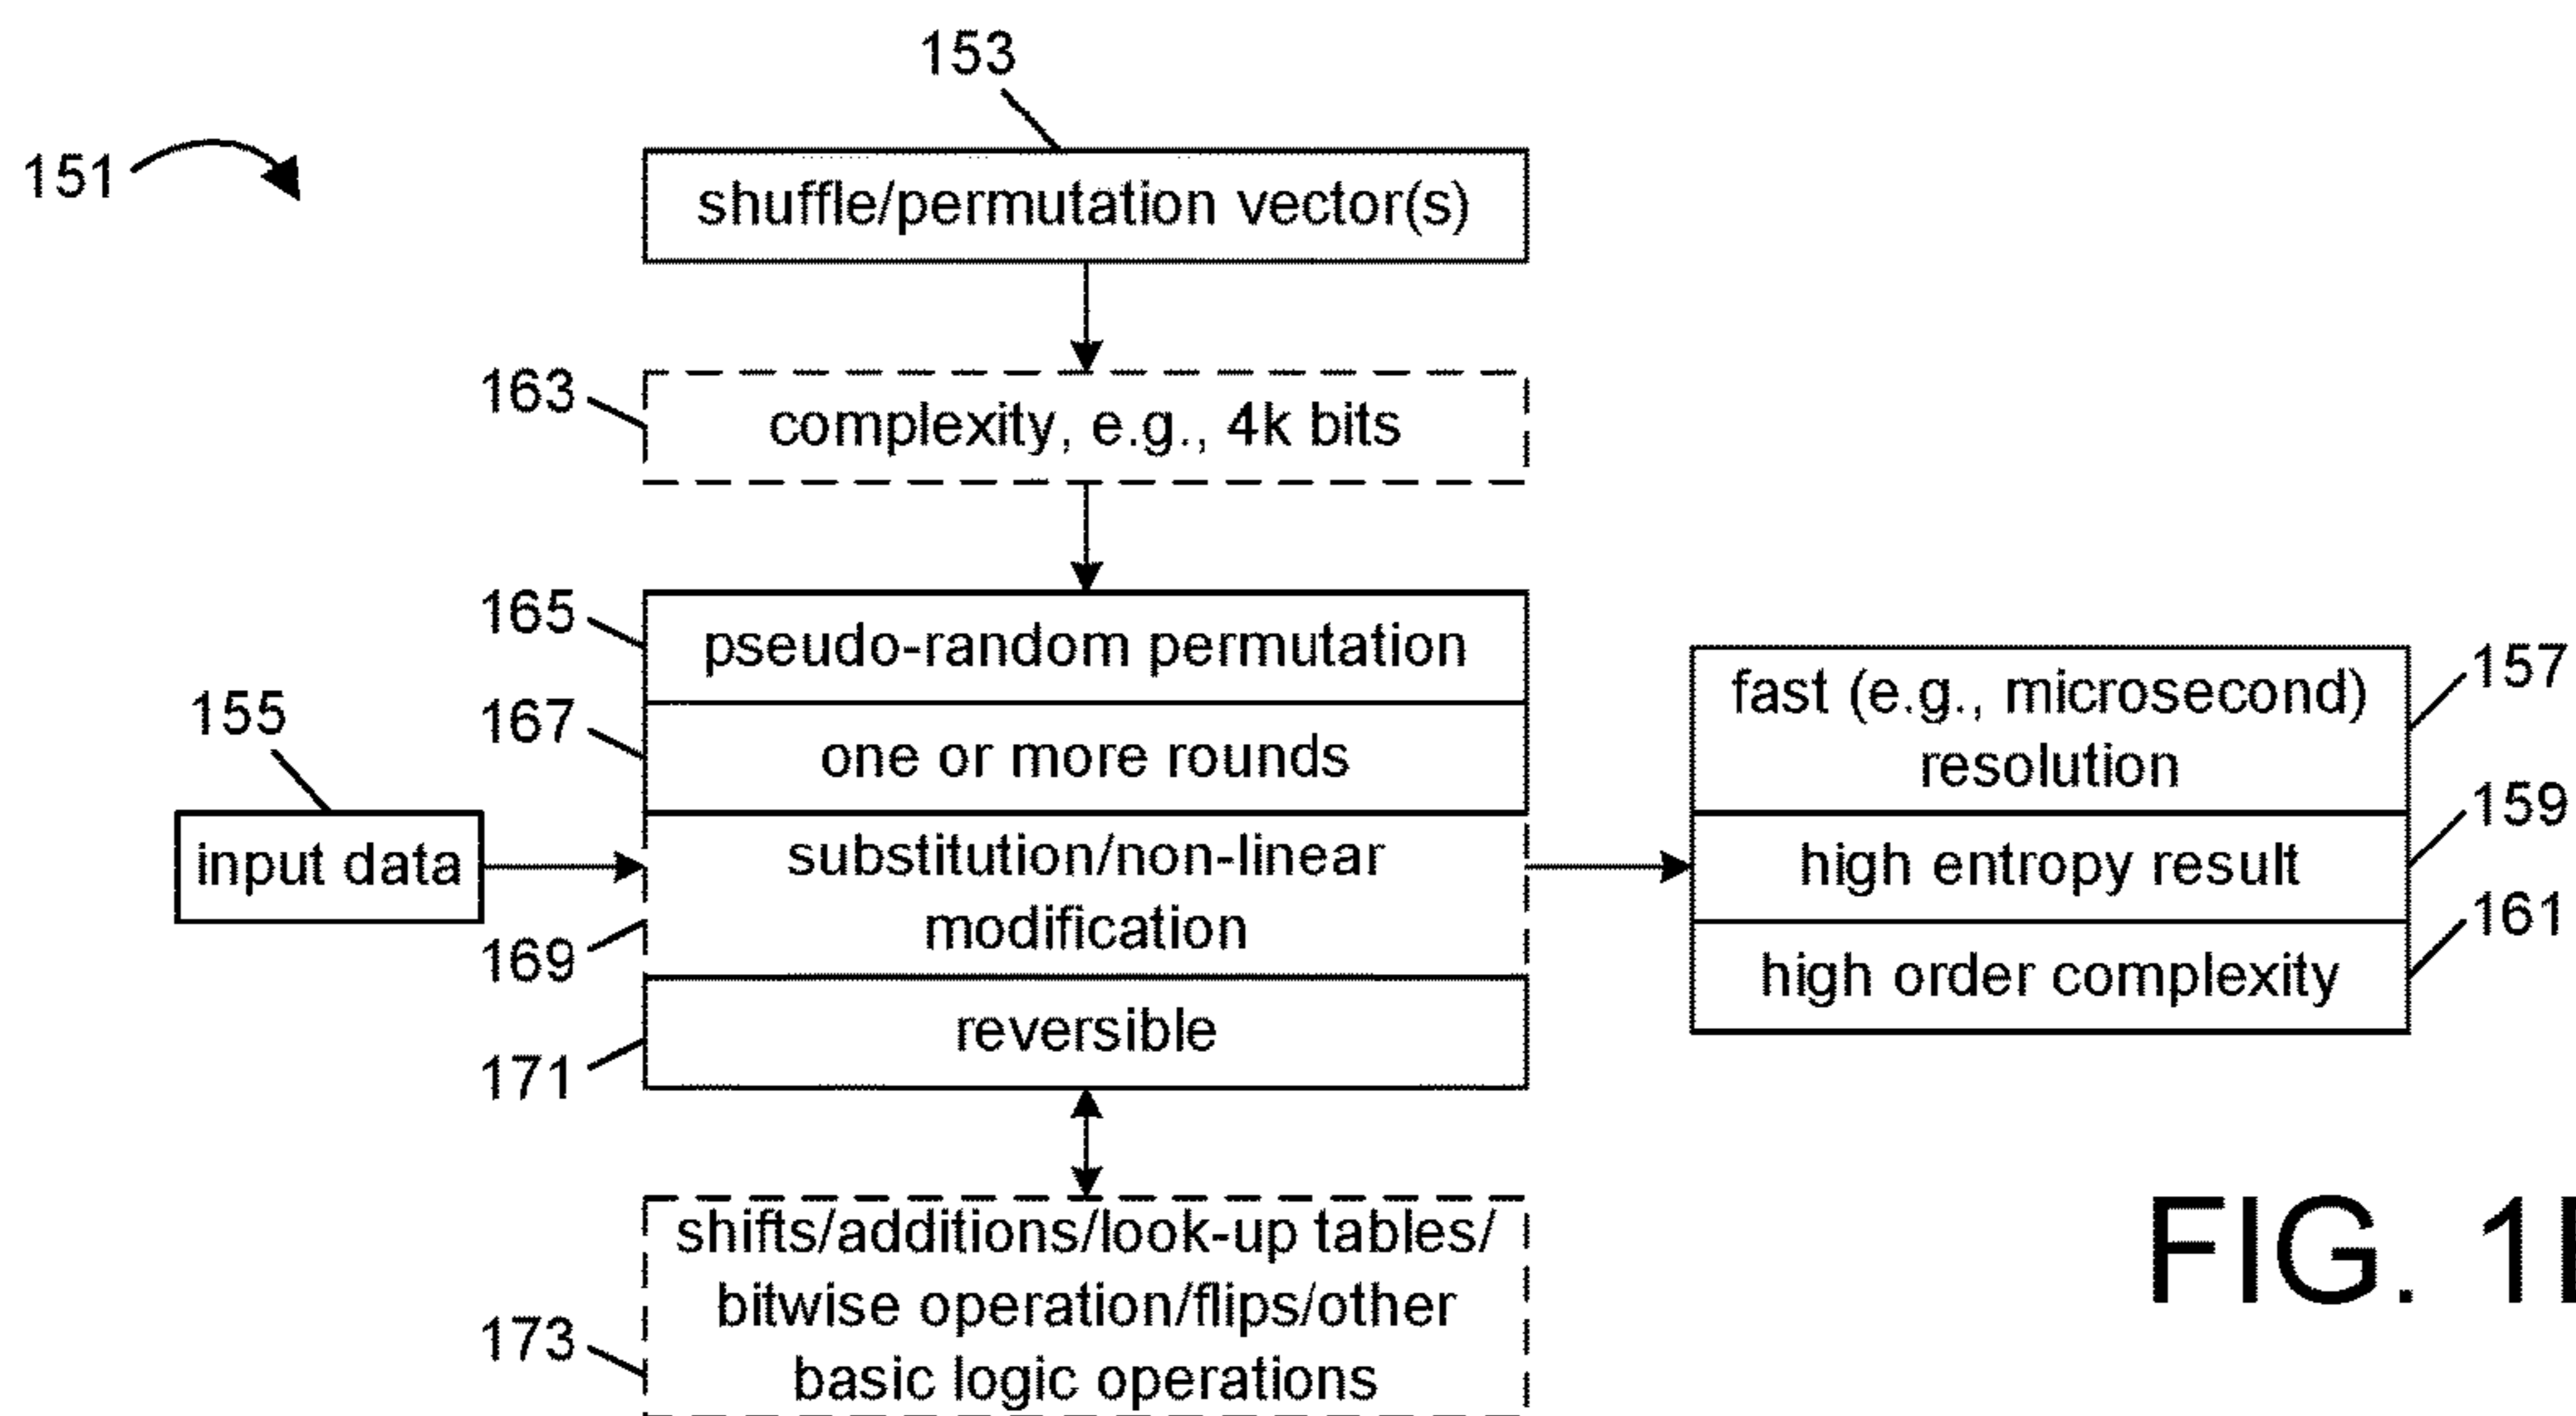 153
151
shuffle/permutation vector(s)
163
complexity, e.g., 4k bits
165
pseudo-random permutation
167
one or more rounds
155
input data
substitution/non-linear
modification
169
reversible
171
fast (e.g., microsecond)
resolution
157
high entropy result
159
high order complexity
161
shifts/additions/look-up tables/
bitwise operation/flips/other
basic logic operations
173
FIG.